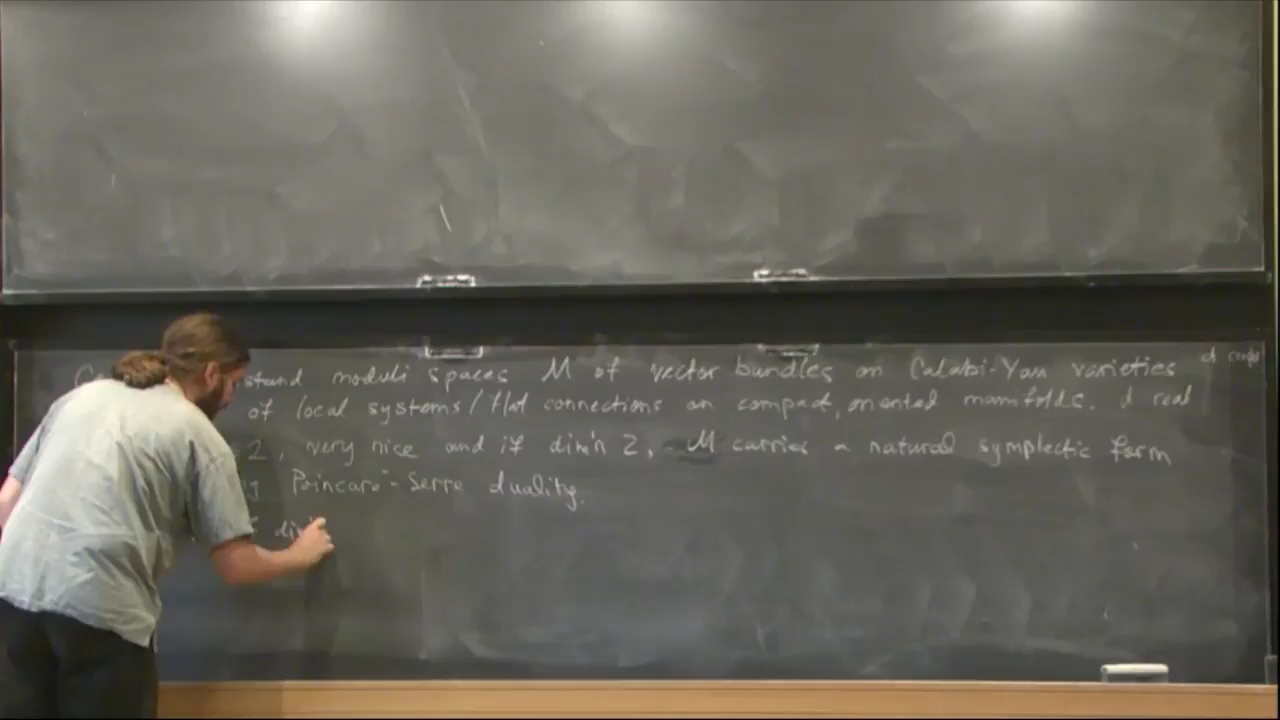 stand moduli spaces M of vector bundles on Calabi-Yau varieties
of local systems / flat connections on compact, oriented manifolds. d real
2, very nice and if dim'n 2, M carries a natural symplectic form
Poincaré-Serre duality.